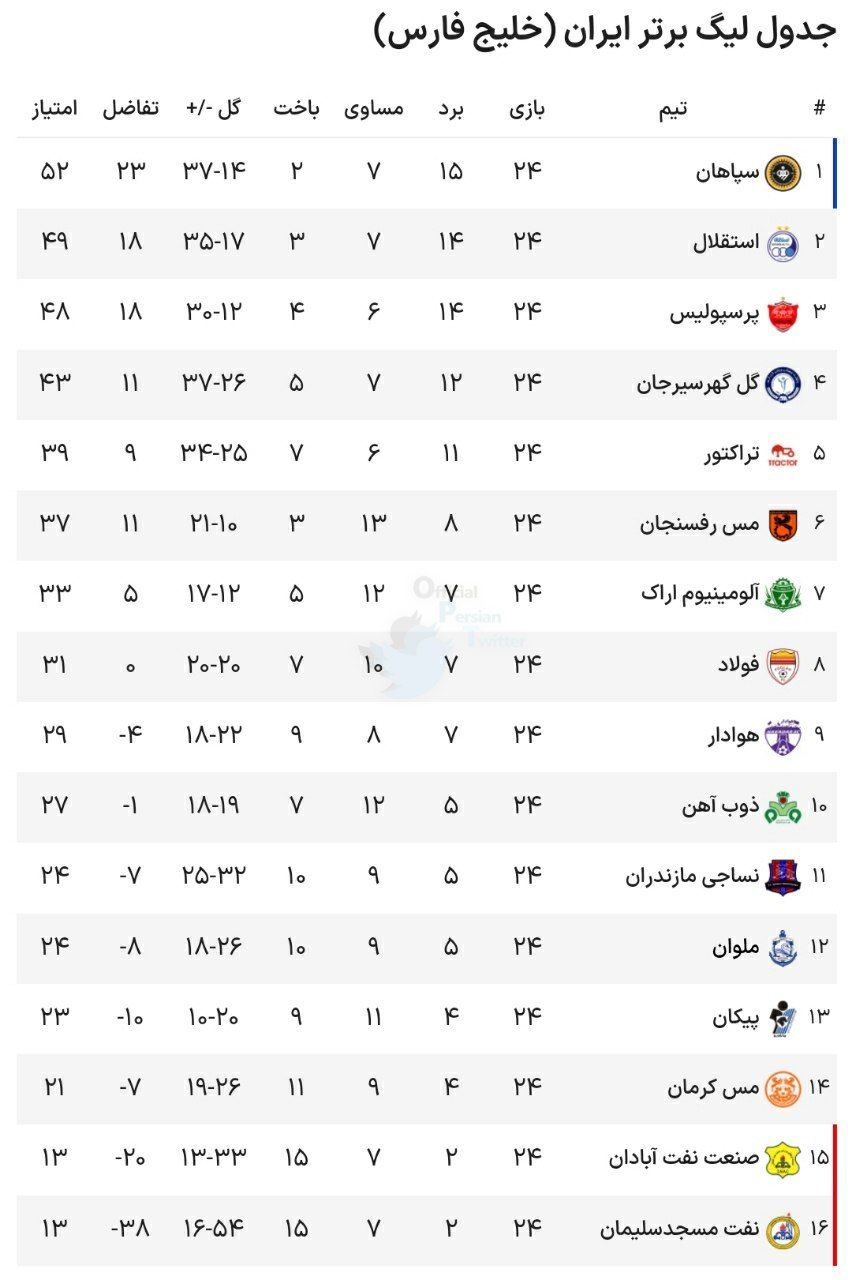 جدول لیگ برتر ایران (خلیج فارس)
# تیم بازی برد مساوی باخت گل -/+ تفاضل امتیاز
۱ سپاهان ۲۴ ۱۵ ۷ ۲ ۳۷-۱۴ ۲۳ ۵۲
۲ استقلال ۲۴ ۱۴ ۷ ۳ ۳۵-۱۷ ۱۸ ۴۹
۳ پرسپولیس ۲۴ ۱۴ ۶ ۴ ۳۰-۱۲ ۱۸ ۴۸
۴ گل گهرسیرجان ۲۴ ۱۲ ۷ ۵ ۳۷-۲۶ ۱۱ ۴۳
۵ تراکتور ۲۴ ۱۱ ۶ ۷ ۳۴-۲۵ ۹ ۳۹
۶ مس رفسنجان ۲۴ ۸ ۱۳ ۳ ۲۱-۱۰ ۱۱ ۳۷
۷ آلومینیوم اراک ۲۴ ۷ ۱۲ ۵ ۱۷-۱۲ ۵ ۳۳
Official
Persian
Twitter
۸ فولاد ۲۴ ۷ ۱۰ ۷ ۲۰-۲۰ ۰ ۳۱
۹ هوادار ۲۴ ۷ ۸ ۹ ۱۸-۲۲ -۴ ۲۹
۱۰ ذوب آهن ۲۴ ۵ ۱۲ ۷ ۱۸-۱۹ -۱ ۲۷
۱۱ نساجی مازندران ۲۴ ۵ ۹ ۱۰ ۲۵-۳۲ -۷ ۲۴
۱۲ ملوان ۲۴ ۵ ۹ ۱۰ ۱۸-۲۶ -۸ ۲۴
۱۳ پیکان ۲۴ ۴ ۱۱ ۹ ۱۰-۲۰ -۱۰ ۲۳
۱۴ مس کرمان ۲۴ ۴ ۹ ۱۱ ۱۹-۲۶ -۷ ۲۱
۱۵ صنعت نفت آبادان ۲۴ ۲ ۷ ۱۵ ۱۳-۳۳ -۲۰ ۱۳
۱۶ نفت مسجدسلیمان ۲۴ ۲ ۷ ۱۵ ۱۶-۵۴ -۳۸ ۱۳